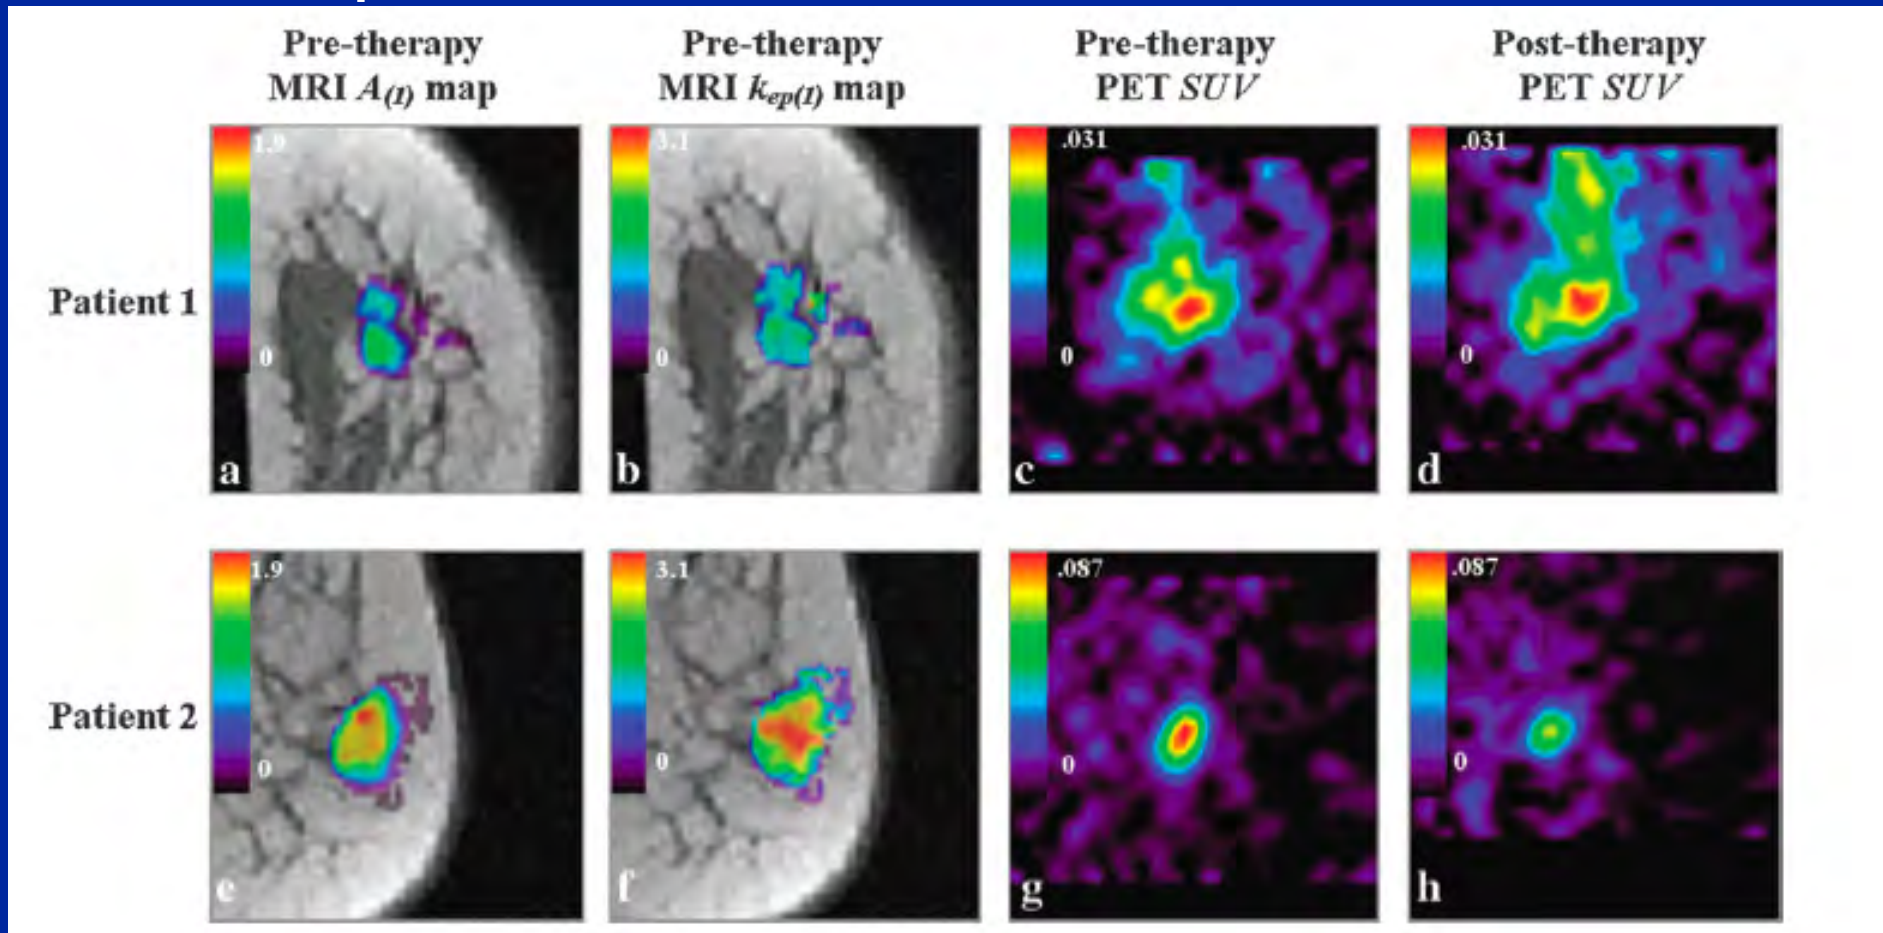 Pre-therapy
MRI A(1) map
Pre-therapy
MRI kep(1) map
Pre-therapy
PET SUV
Post-therapy
PET SUV
Patient 1
1.9
0
a
3.1
0
b
.031
0
c
.031
0
d
Patient 2
1.9
0
e
3.1
0
f
.087
0
g
.087
0
h